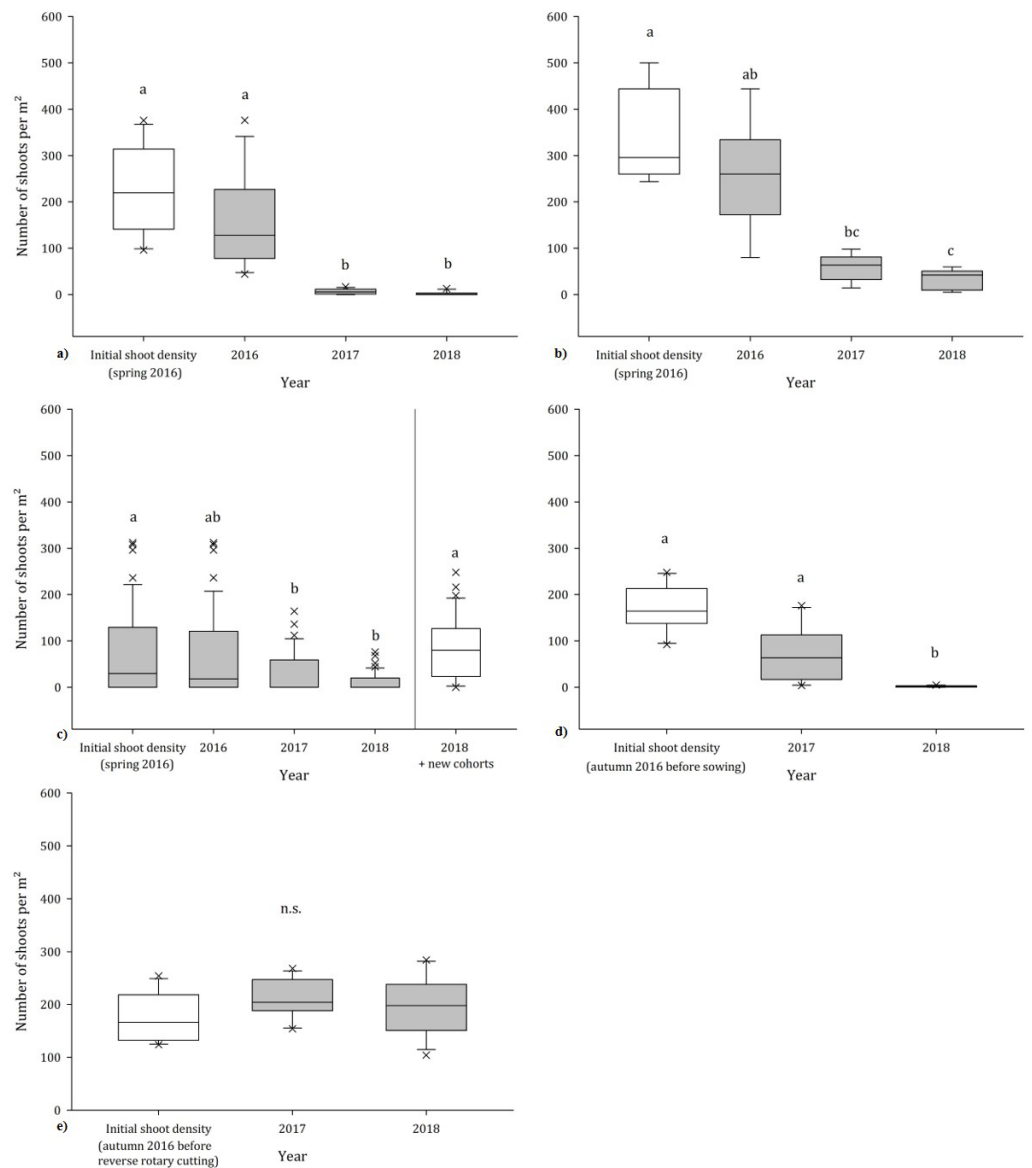 Number of shoots per m²
600
500
400
300
200
100
0
a
a
b
b
a)
Initial shoot density
(spring 2016)
2016
2017
2018
Year
600
500
400
300
200
100
0
a
ab
bc
c
b)
Initial shoot density
(spring 2016)
2016
2017
2018
Year
Number of shoots per m²
600
500
400
300
200
100
0
a
ab
b
b
a
c)
Initial shoot density
(spring 2016)
2016
2017
2018
2018
+ new cohorts
Year
600
500
400
300
200
100
0
a
a
b
d)
Initial shoot density
(autumn 2016 before sowing)
2017
2018
Year
Number of shoots per m²
600
500
400
300
200
100
0
n.s.
e)
Initial shoot density
(autumn 2016 before
reverse rotary cutting)
2017
2018
Year